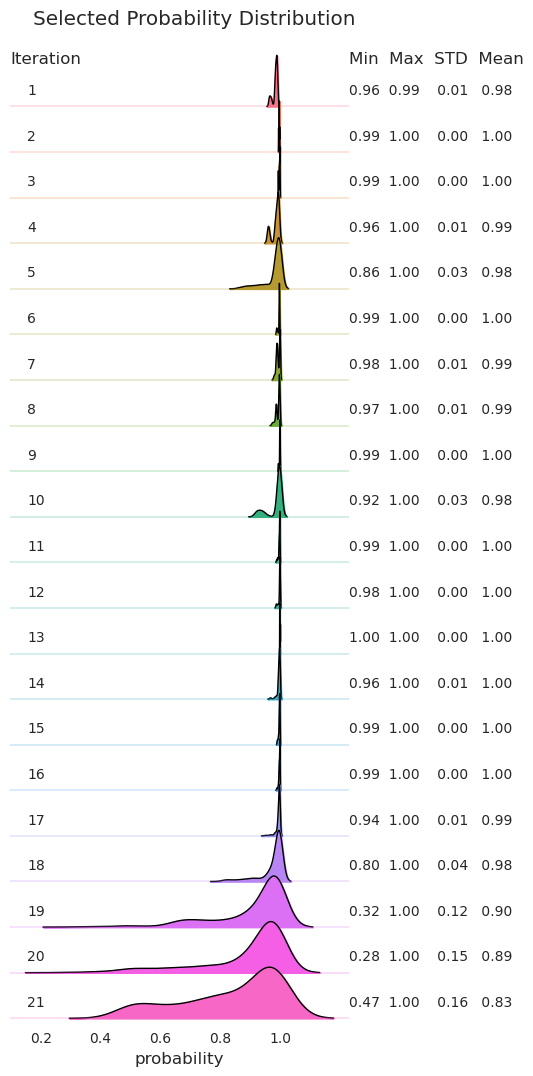 Selected Probability Distribution
Iteration Min Max STD Mean
1 0.96 0.99 0.01 0.98
2 0.99 1.00 0.00 1.00
3 0.99 1.00 0.00 1.00
4 0.96 1.00 0.01 0.99
5 0.86 1.00 0.03 0.98
6 0.99 1.00 0.00 1.00
7 0.98 1.00 0.01 0.99
8 0.97 1.00 0.01 0.99
9 0.99 1.00 0.00 1.00
10 0.92 1.00 0.03 0.98
11 0.99 1.00 0.00 1.00
12 0.98 1.00 0.00 1.00
13 1.00 1.00 0.00 1.00
14 0.96 1.00 0.01 1.00
15 0.99 1.00 0.00 1.00
16 0.99 1.00 0.00 1.00
17 0.94 1.00 0.01 0.99
18 0.80 1.00 0.04 0.98
19 0.32 1.00 0.12 0.90
20 0.28 1.00 0.15 0.89
21 0.47 1.00 0.16 0.83
0.2 0.4 0.6 0.8 1.0
probability